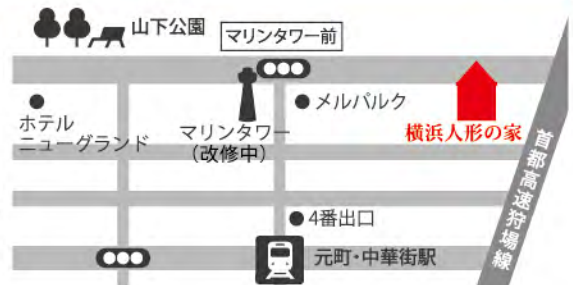 山下公園
マリンタワー前
ホテル
ニューグランド
マリンタワー
（改修中）
メルパルク
横浜人形の家
首都高速狩場線
4番出口
元町・中華街駅